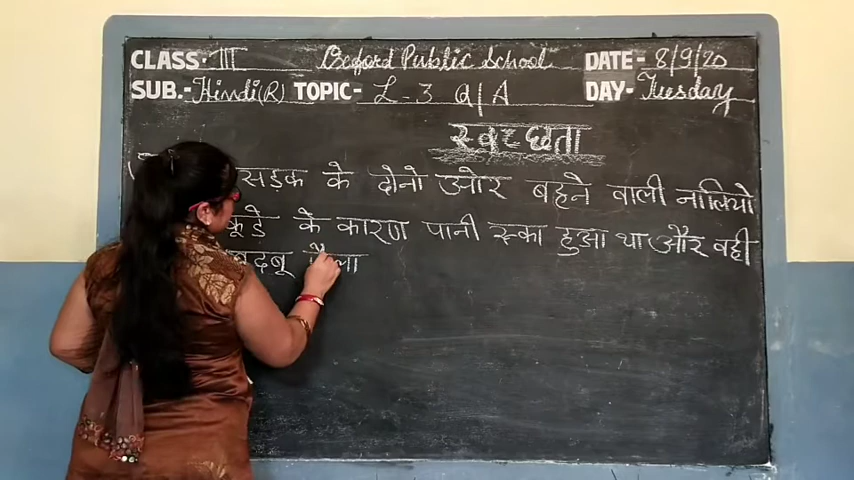 CLASS:- III Bedford Public School DATE- 8/9/20
SUB.-Hindi(R) TOPIC- L-3 Q/A DAY- Tuesday
स्वच्छता
सड़क के दोनो ओर बहने वाली नालियो
कूडे के कारण पानी रूका हुआ था और वही
बदबू फैला